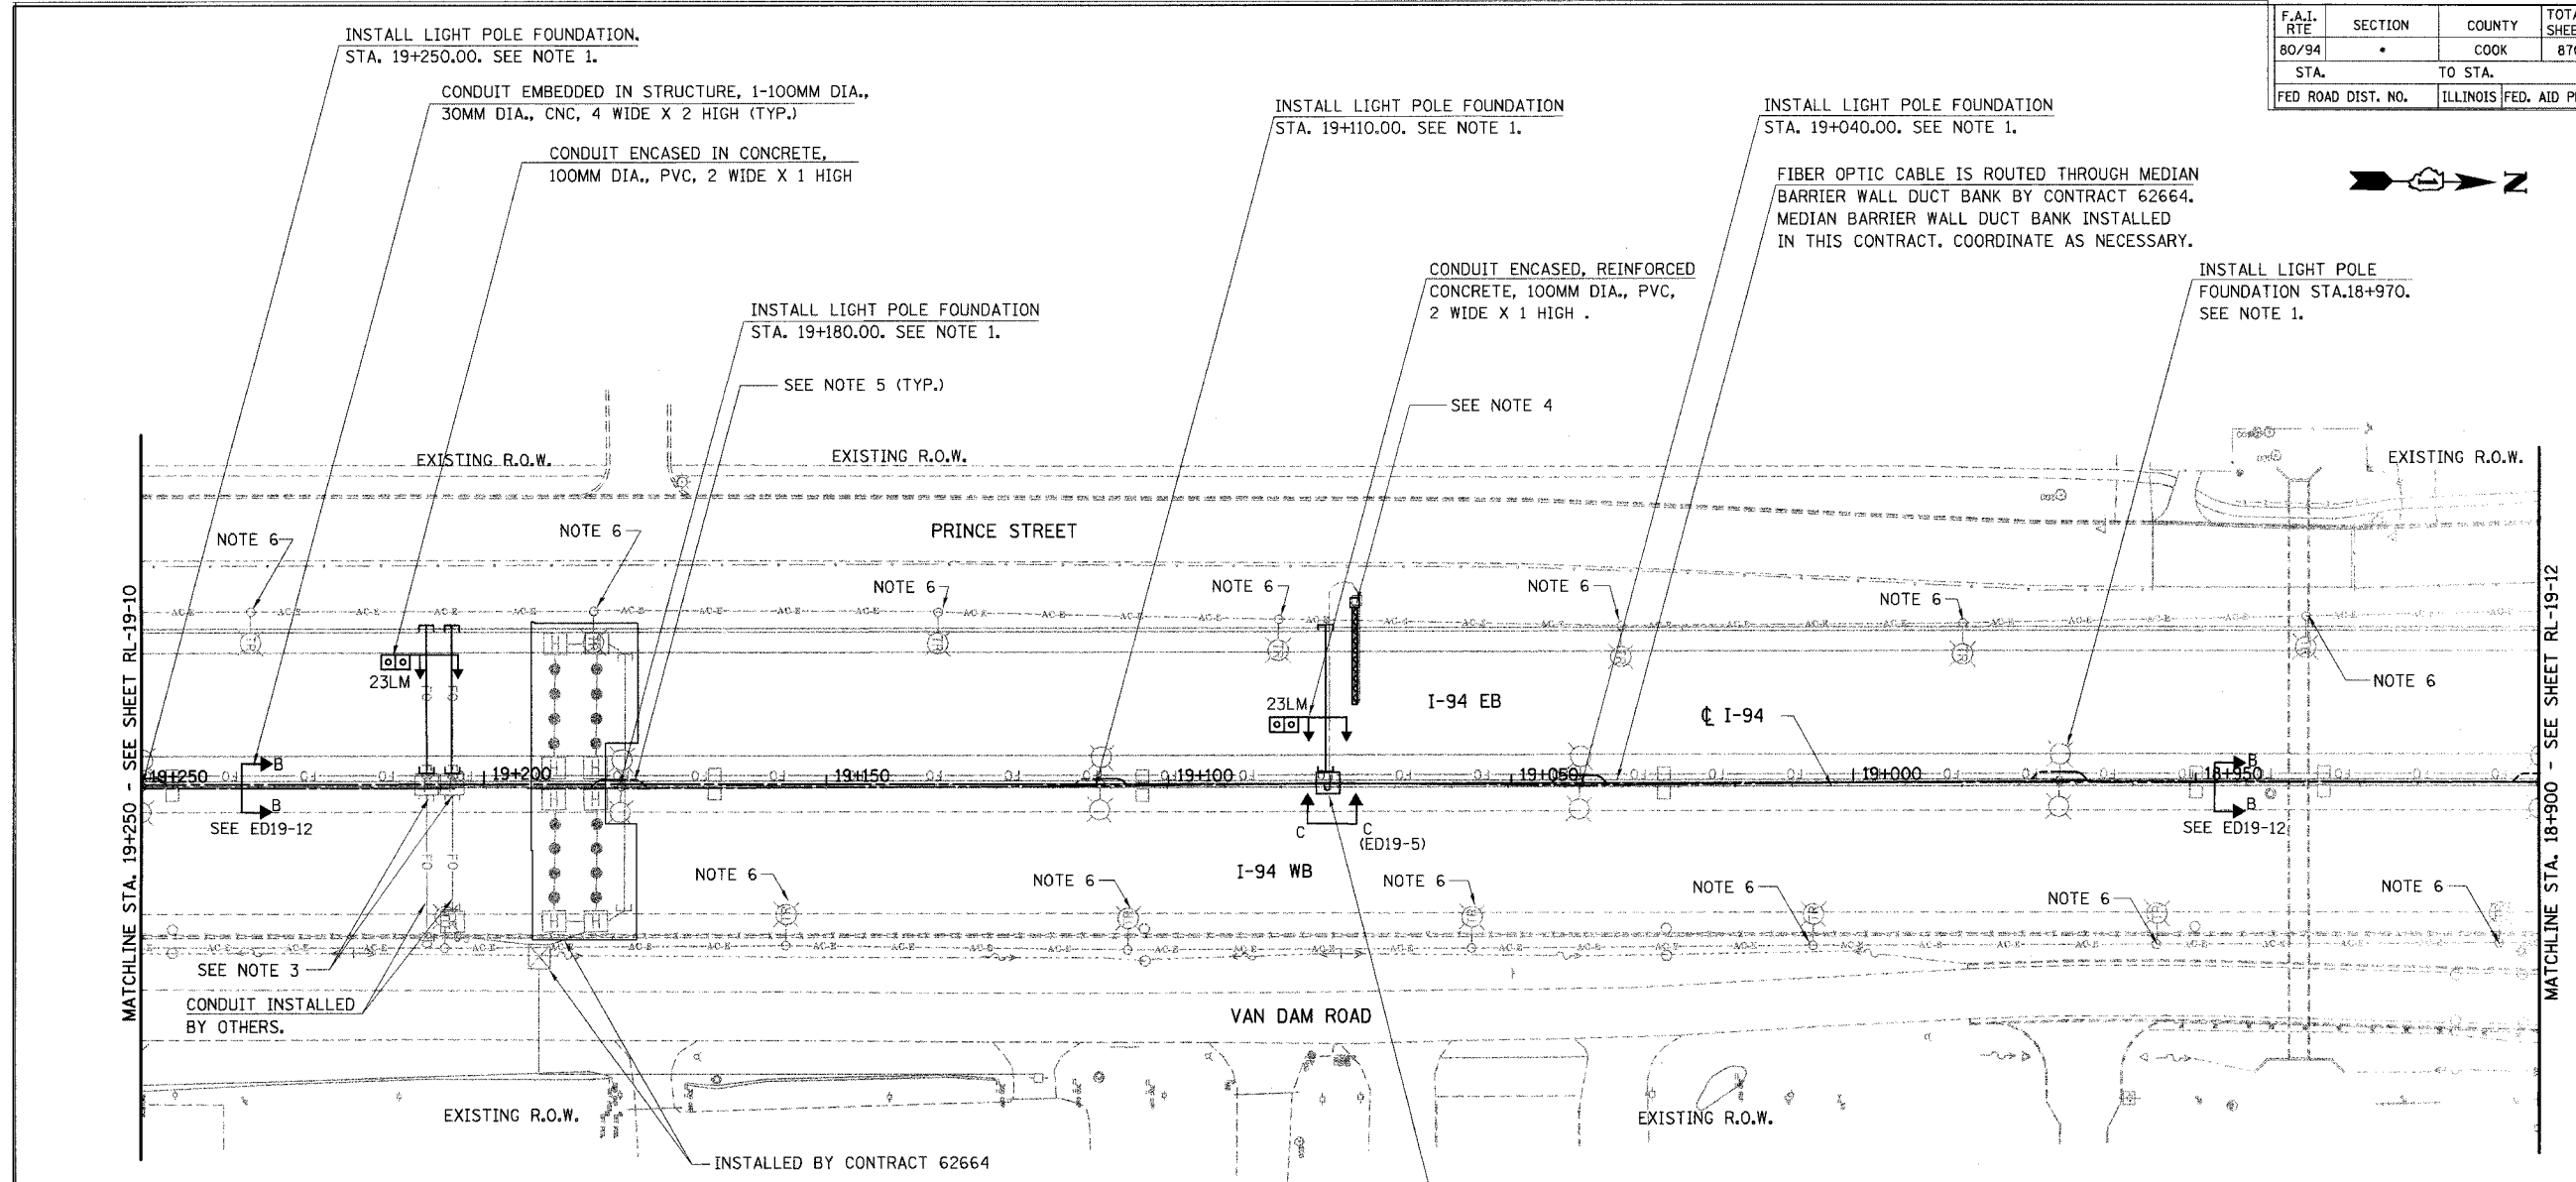 F.A.I. RTE SECTION COUNTY
80/94 • COOK
STA. TO STA.
FED ROAD DIST. NO. ILLINOIS FED. AID
INSTALL LIGHT POLE FOUNDATION.
STA. 19+250.00. SEE NOTE 1.
CONDUIT EMBEDDED IN STRUCTURE, 1-100MM DIA.,
30MM DIA., CNC, 4 WIDE X 2 HIGH (TYP.)
CONDUIT ENCASED IN CONCRETE,
100MM DIA., PVC, 2 WIDE X 1 HIGH
INSTALL LIGHT POLE FOUNDATION
STA. 19+180.00. SEE NOTE 1.
SEE NOTE 5 (TYP.)
INSTALL LIGHT POLE FOUNDATION
STA. 19+110.00. SEE NOTE 1.
CONDUIT ENCASED, REINFORCED
CONCRETE, 100MM DIA., PVC,
2 WIDE X 1 HIGH .
SEE NOTE 4
INSTALL LIGHT POLE FOUNDATION
STA. 19+040.00. SEE NOTE 1.
FIBER OPTIC CABLE IS ROUTED THROUGH MEDIAN
BARRIER WALL DUCT BANK BY CONTRACT 62664.
MEDIAN BARRIER WALL DUCT BANK INSTALLED
IN THIS CONTRACT. COORDINATE AS NECESSARY.
INSTALL LIGHT POLE
FOUNDATION STA.18+970.
SEE NOTE 1.
N
EXISTING R.O.W.
EXISTING R.O.W.
EXISTING R.O.W.
PRINCE STREET
NOTE 6
NOTE 6
NOTE 6
NOTE 6
NOTE 6
NOTE 6
NOTE 6
23LM
23LM
I-94 EB
℄ I-94
19+250
19+200
19+150
19+100
19+050
19+000
18+950
B
B
SEE ED19-12
C
C
(ED19-5)
B
B
SEE ED19-12
I-94 WB
NOTE 6
NOTE 6
NOTE 6
NOTE 6
NOTE 6
NOTE 6
SEE NOTE 3
CONDUIT INSTALLED
BY OTHERS.
VAN DAM ROAD
EXISTING R.O.W.
EXISTING R.O.W.
INSTALLED BY CONTRACT 62664
MATCHLINE STA. 19+250 - SEE SHEET RL-19-10
MATCHLINE STA. 18+900 - SEE SHEET RL-19-12